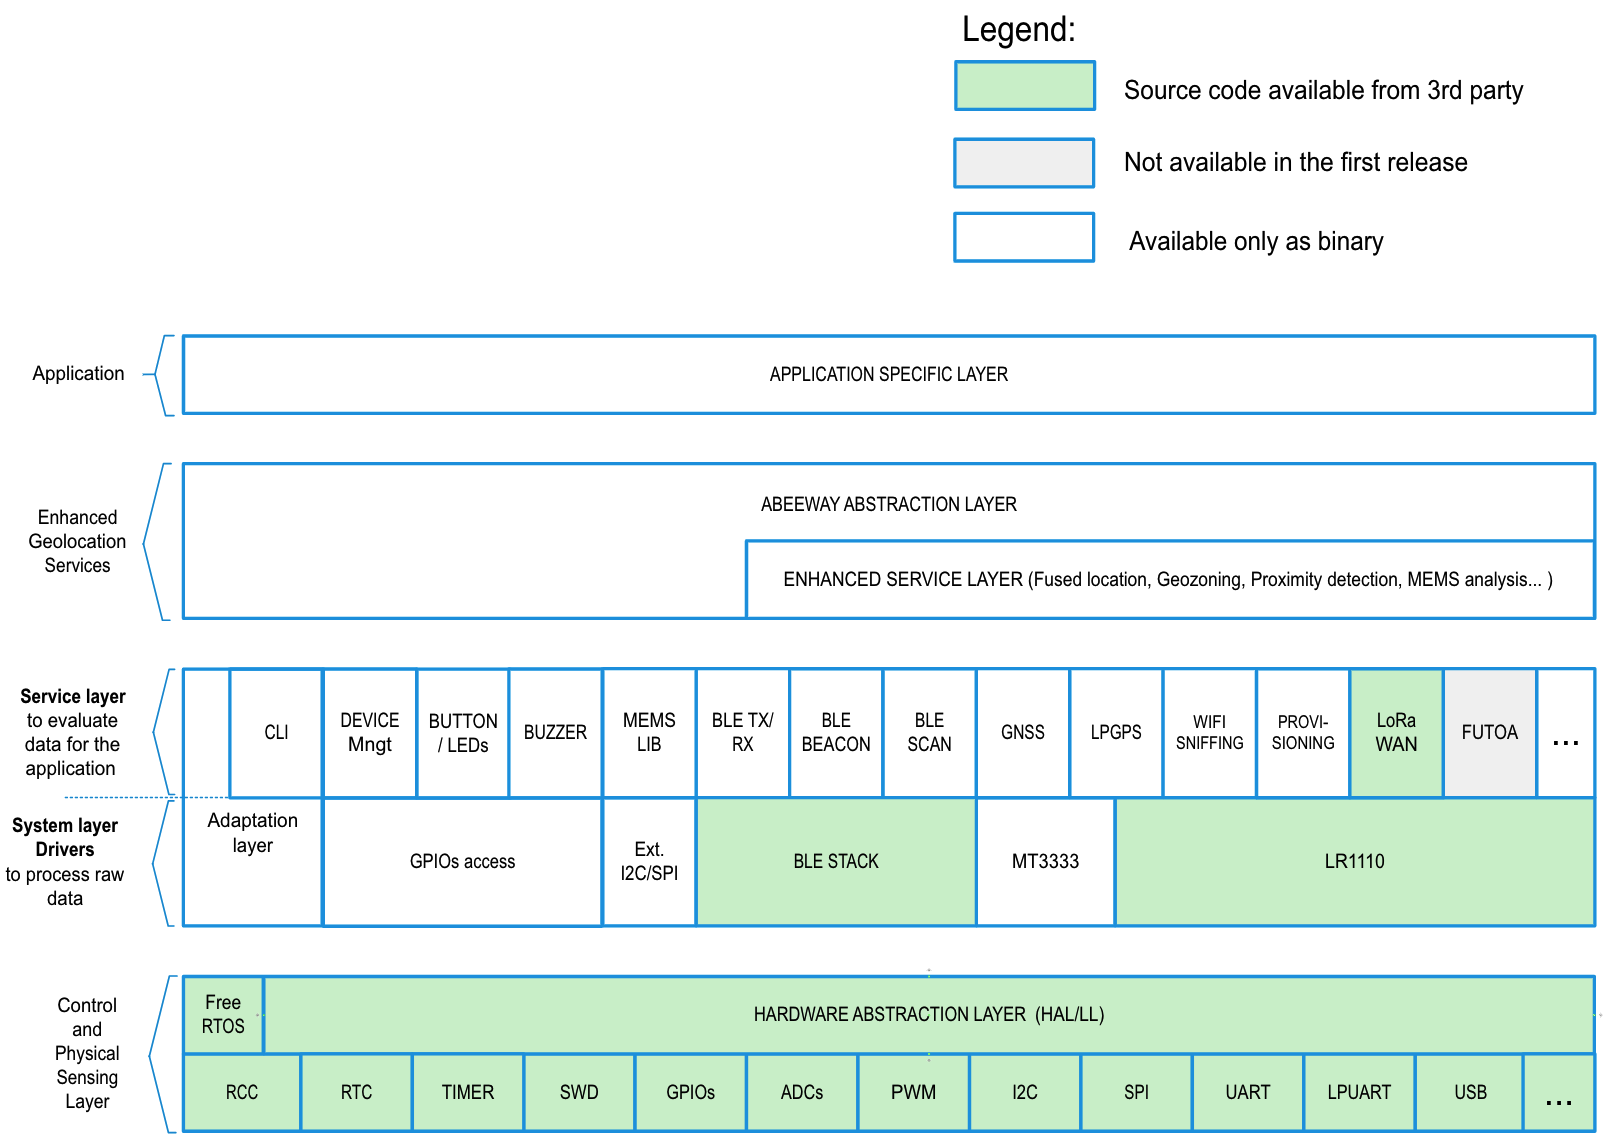 Legend:
Source code available from 3rd party
Not available in the first release
Available only as binary
Application
APPLICATION SPECIFIC LAYER
Enhanced
Geolocation
Services
ABEEWAY ABSTRACTION LAYER
ENHANCED SERVICE LAYER (Fused location, Geozoning, Proximity detection, MEMS analysis... )
Service layer
to evaluate
data for the
application
CLI
DEVICE
Mngt
BUTTON
/ LEDs
BUZZER
MEMS
LIB
BLE TX/
RX
BLE
BEACON
BLE
SCAN
GNSS
LPGPS
WIFI
SNIFFING
PROVI-
SIONING
LoRa
WAN
FUTOA
...
System layer
Drivers
to process raw
data
Adaptation
layer
GPIOs access
Ext.
I2C/SPI
BLE STACK
MT3333
LR1110
Control
and
Physical
Sensing
Layer
Free
RTOS
HARDWARE ABSTRACTION LAYER (HAL/LL)
RCC
RTC
TIMER
SWD
GPIOs
ADCs
PWM
I2C
SPI
UART
LPUART
USB
...